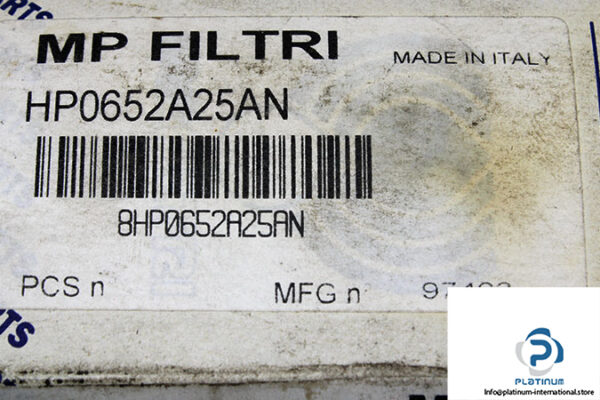 MP FILTRI
MADE IN ITALY
HP0652A25AN
8HP0652A25AN
PCS n
MFG n
PLATINUM
Info@platinum-international.store